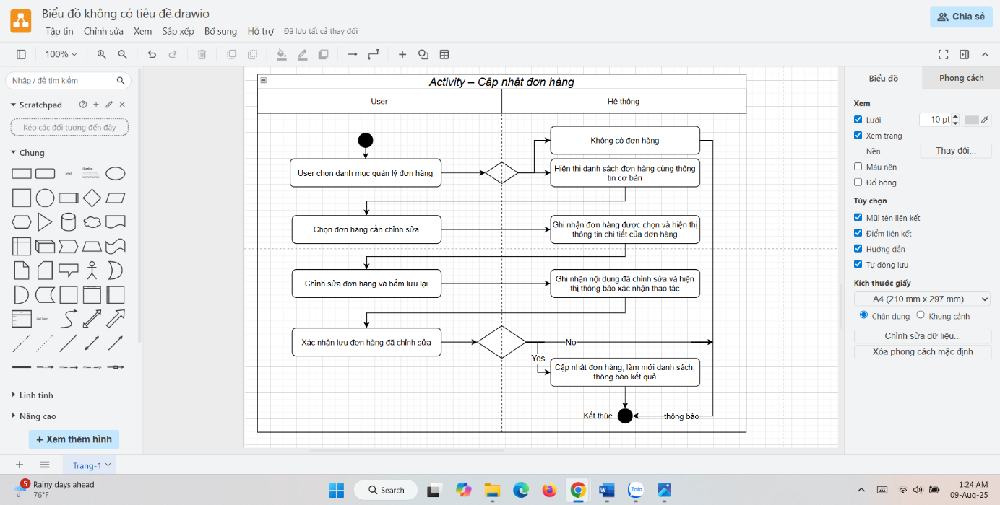 Biểu đồ không có tiêu đề.drawio
Tập tin Chỉnh sửa Xem Sắp xếp Bổ sung Hỗ trợ Đã lưu tất cả thay đổi
Chia sẻ
100%
Nhập / để tìm kiếm
Scratchpad
Kéo các đối tượng đến đây
Chung
Text
Heading
List Item
Linh tinh
Nâng cao
+ Xem thêm hình
Activity – Cập nhật đơn hàng
User
Hệ thống
Không có đơn hàng
User chọn danh mục quản lý đơn hàng
Hiện thị danh sách đơn hàng cùng thông
tin cơ bản
Chọn đơn hàng cần chỉnh sửa
Ghi nhận đơn hàng được chọn và hiện thị
thông tin chi tiết của đơn hàng
Chỉnh sửa đơn hàng và bấm lưu lại
Ghi nhận nội dung đã chỉnh sửa và hiện
thị thông báo xác nhận thao tác
Xác nhận lưu đơn hàng đã chỉnh sửa
No
Yes
Cập nhật đơn hàng, làm mới danh sách,
thông báo kết quả
Kết thúc
thông báo
Biểu đồ
Phong cách
Xem
Lưới
10 pt
Xem trang
Nền
Thay đổi...
Màu nền
Đổ bóng
Tùy chọn
Mũi tên liên kết
Điểm liên kết
Hướng dẫn
Tự động lưu
Kích thước giấy
A4 (210 mm x 297 mm)
Chân dung Khung cảnh
Chỉnh sửa dữ liệu...
Xóa phong cách mặc định
Trang-1
5
Rainy days ahead
76°F
Search
W
Zalo
1:24 AM
09-Aug-25